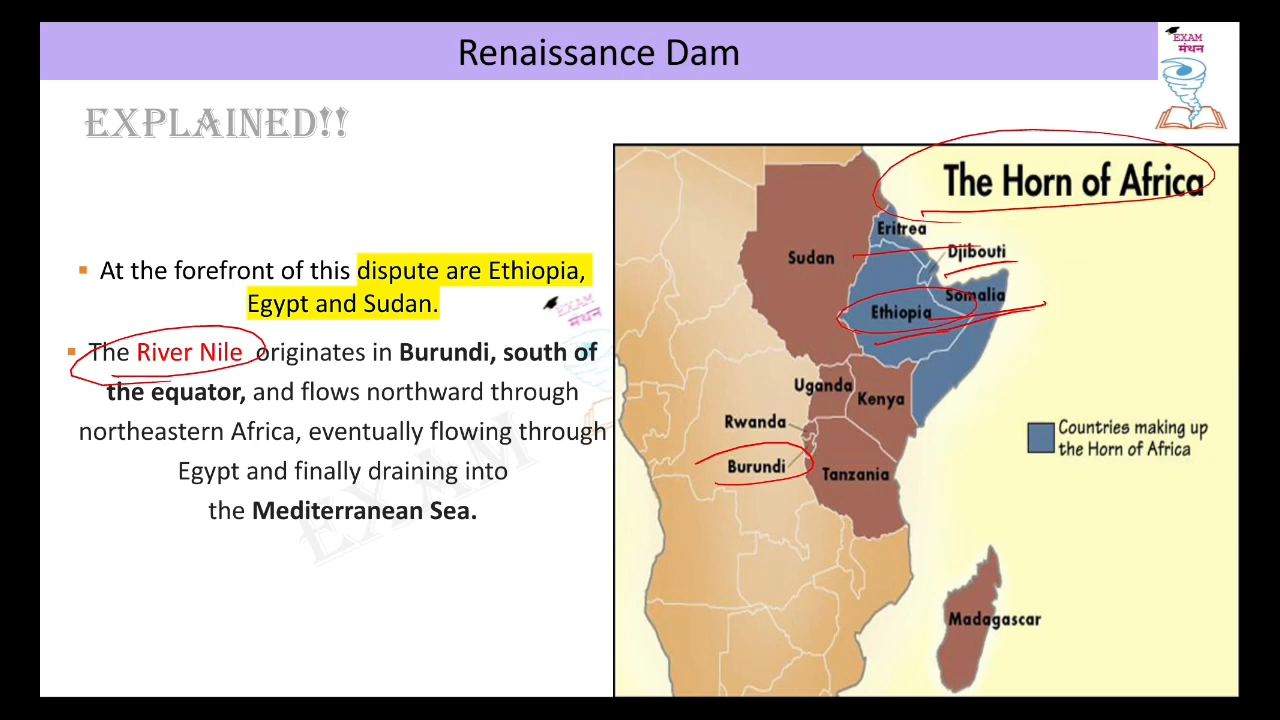 Renaissance Dam
EXAM
मंथन
EXPLAINED!!
The Horn of Africa
▪ At the forefront of this dispute are Ethiopia,
Egypt and Sudan.
▪ The River Nile originates in Burundi, south of
the equator, and flows northward through
northeastern Africa, eventually flowing through
Egypt and finally draining into
the Mediterranean Sea.
EXAM
मंथन
EXAM
Eritrea
Sudan
Djibouti
Somalia
Ethiopia
Uganda
Kenya
Rwanda
Burundi
Tanzania
Countries making up
the Horn of Africa
Madagascar